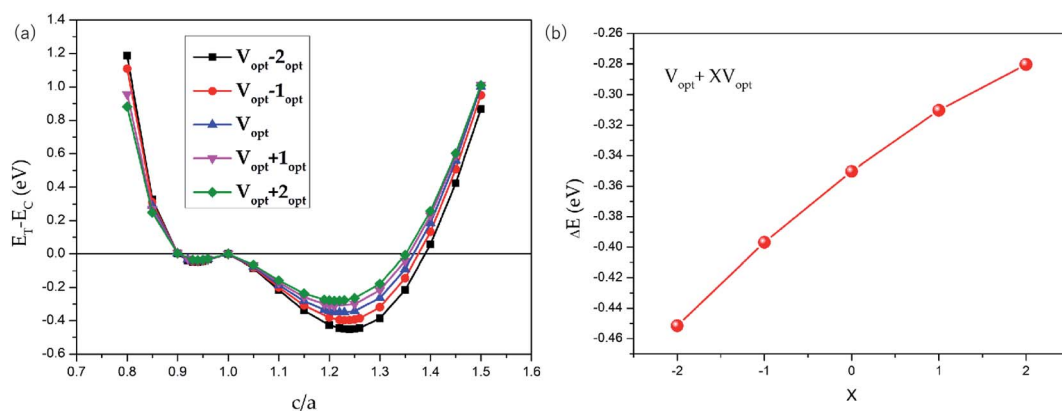 (a)
1.4
1.2
1.0
0.8
0.6
0.4
0.2
0.0
-0.2
-0.4
-0.6
E_T-E_C (eV)
V_opt-2_opt
V_opt-1_opt
V_opt
V_opt+1_opt
V_opt+2_opt
0.7 0.8 0.9 1.0 1.1 1.2 1.3 1.4 1.5 1.6
c/a
(b)
-0.26
-0.28
-0.32
-0.36
-0.38
-0.40
-0.42
-0.44
-0.46
ΔE (eV)
V_opt+ XV_opt
-2 -1 0 1 2
X